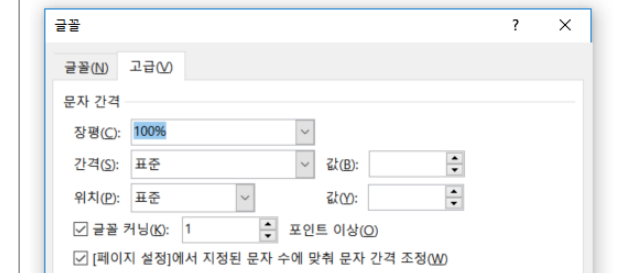 글꼴 ? ×
글꼴(N) 고급(V)
문자 간격
장평(C): 100%
간격(S): 표준 값(B):
위치(P): 표준 값(Y):
글꼴 커닝(K): 1 포인트 이상(O)
[페이지 설정]에서 지정된 문자 수에 맞춰 문자 간격 조정(W)